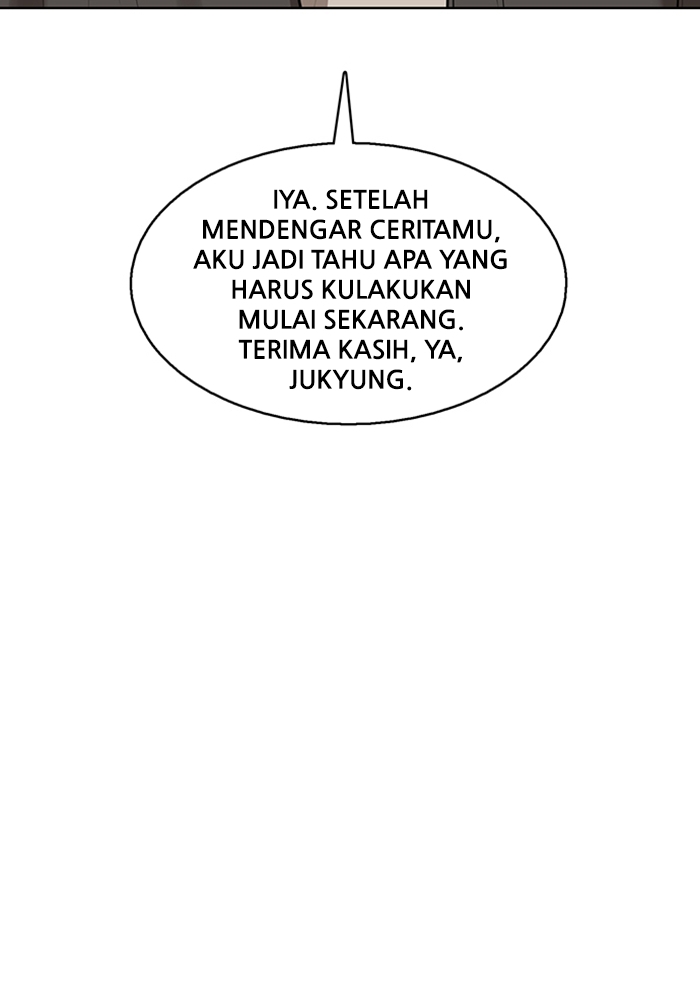 IYA. SETELAH
MENDENGAR CERITAMU,
AKU JADI TAHU APA YANG
HARUS KULAKUKAN
MULAI SEKARANG.
TERIMA KASIH, YA,
JUKYUNG.